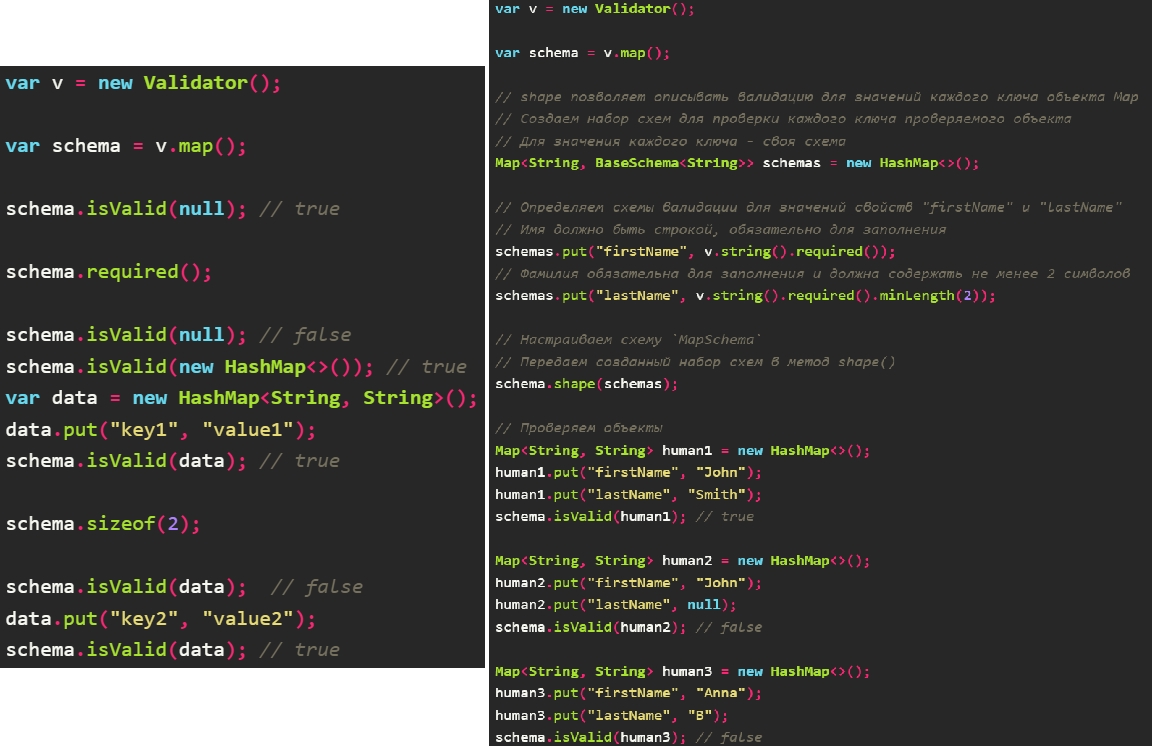 var v = new Validator();
var schema = v.map();
schema.isValid(null); // true
schema.required();
schema.isValid(null); // false
schema.isValid(new HashMap<>()); // true
var data = new HashMap<String, String>();
data.put("key1", "value1");
schema.isValid(data); // true
schema.sizeof(2);
schema.isValid(data);  // false
data.put("key2", "value2");
schema.isValid(data); // true
var v = new Validator();
var schema = v.map();
// shape позволяет описывать валидацию для значений каждого ключа объекта Map
// Создаем набор схем для проверки каждого ключа проверяемого объекта
// Для значения каждого ключа - своя схема
Map<String, BaseSchema<String>> schemas = new HashMap<>();
// Определяем схемы валидации для значений свойств "firstName" и "lastName"
// Имя должно быть строкой, обязательно для заполнения
schemas.put("firstName", v.string().required());
// Фамилия обязательна для заполнения и должна содержать не менее 2 символов
schemas.put("lastName", v.string().required().minLength(2));
// Настраиваем схему `MapSchema`
// Передаем созданный набор схем в метод shape()
schema.shape(schemas);
// Проверяем объекты
Map<String, String> human1 = new HashMap<>();
human1.put("firstName", "John");
human1.put("lastName", "Smith");
schema.isValid(human1); // true
Map<String, String> human2 = new HashMap<>();
human2.put("firstName", "John");
human2.put("lastName", null);
schema.isValid(human2); // false
Map<String, String> human3 = new HashMap<>();
human3.put("firstName", "Anna");
human3.put("lastName", "B");
schema.isValid(human3); // false